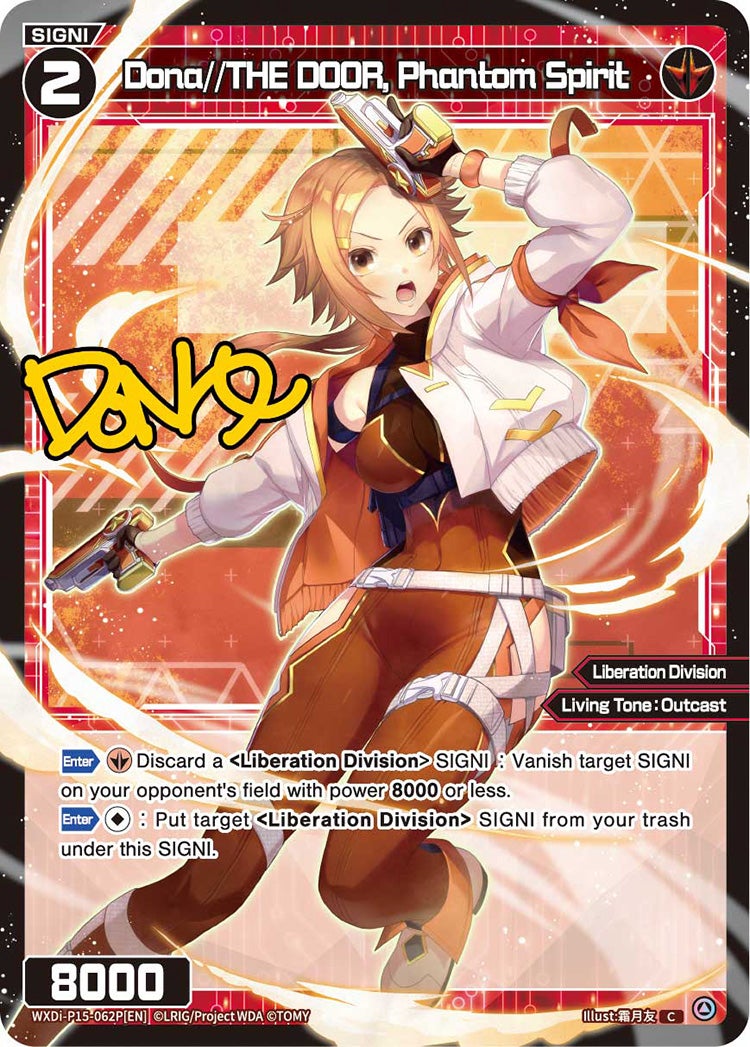 SIGNI
2
Dona//THE DOOR, Phantom Spirit
DONA
Liberation Division
Living Tone:Outcast
Enter Discard a <Liberation Division> SIGNI : Vanish target SIGNI
on your opponent's field with power 8000 or less.
Enter : Put target <Liberation Division> SIGNI from your trash
under this SIGNI.
8000
WXDi-P15-062P[EN] ©LRIG/Project WDA ©TOMY
Illust:霜月友 C